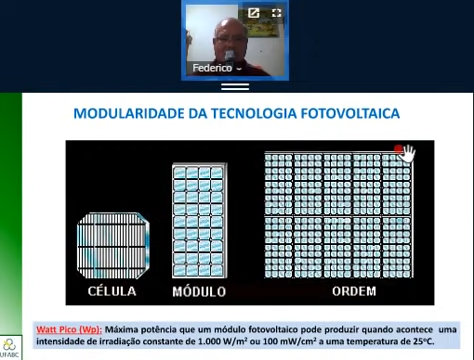 Federico
MODULARIDADE DA TECNOLOGIA FOTOVOLTAICA
CÉLULA MÓDULO ORDEM
Watt Pico (Wp): Máxima potência que um módulo fotovoltaico pode produzir quando acontece uma
intensidade de irradiação constante de 1.000 W/m² ou 100 mW/cm² a uma temperatura de 25ºC.
UFABC